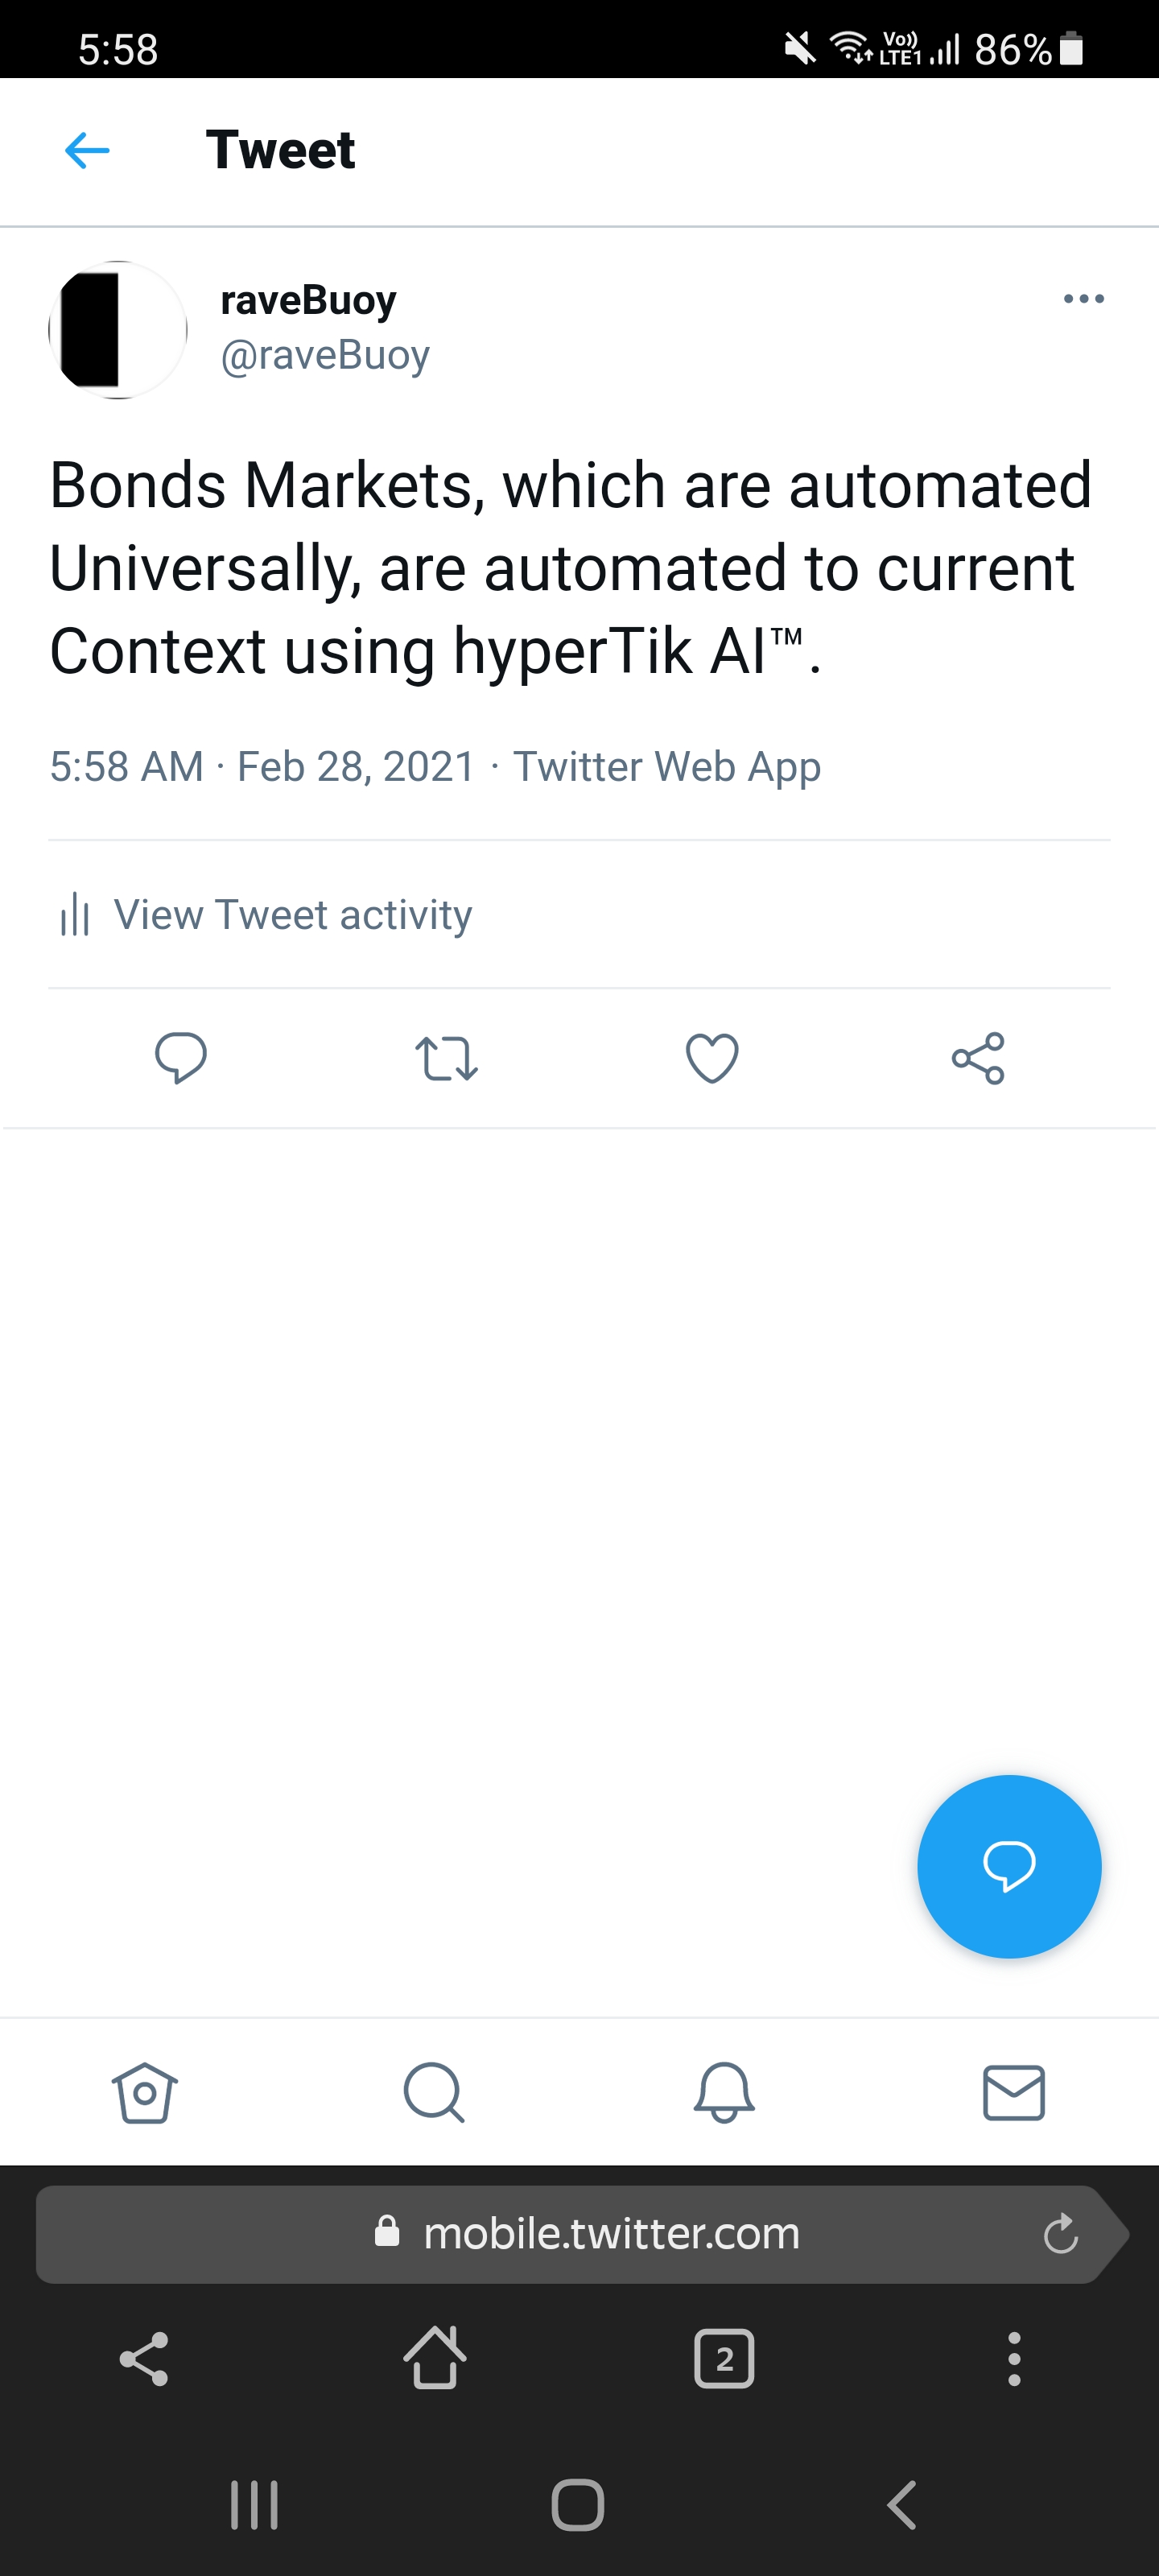 5:58
Vo)) LTE1 86%
Tweet
raveBuoy
@raveBuoy
Bonds Markets, which are automated
Universally, are automated to current
Context using hyperTik AI™.
5:58 AM · Feb 28, 2021 · Twitter Web App
View Tweet activity
mobile.twitter.com
2